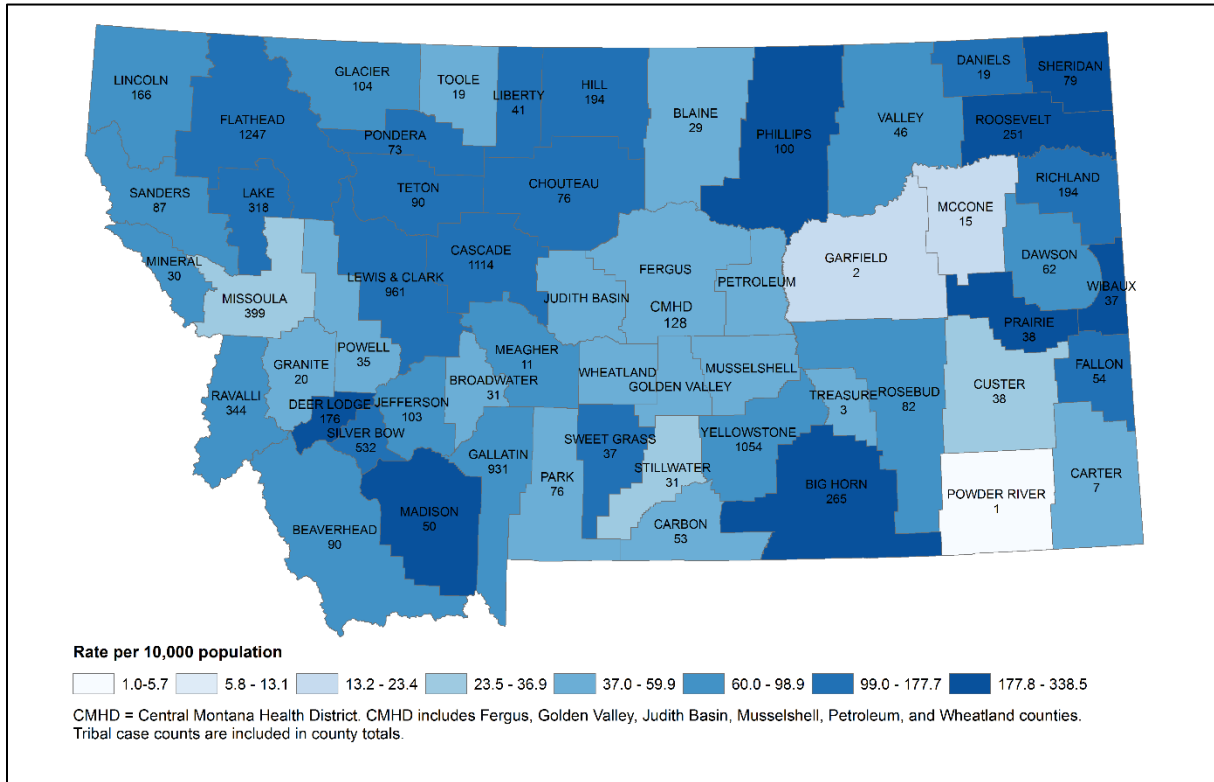 LINCOLN
166
FLATHEAD
1247
GLACIER
104
TOOLE
19
LIBERTY
41
HILL
194
BLAINE
29
PHILLIPS
100
VALLEY
46
DANIELS
19
SHERIDAN
79
ROOSEVELT
251
PONDERA
73
TETON
90
CHOUTEAU
76
RICHLAND
194
SANDERS
87
LAKE
318
MCCONE
15
CASCADE
1114
LEWIS & CLARK
961
FERGUS
CMHD
128
JUDITH BASIN
PETROLEUM
GARFIELD
2
DAWSON
62
WIBAUX
37
MINERAL
30
MISSOULA
399
PRAIRIE
38
POWELL
35
GRANITE
20
MEAGHER
11
WHEATLAND
GOLDEN VALLEY
MUSSELSHELL
BROADWATER
31
TREASURE
3
ROSEBUD
82
CUSTER
38
FALLON
54
RAVALLI
344
DEER LODGE
176
JEFFERSON
103
SILVER BOW
532
GALLATIN
931
SWEET GRASS
37
YELLOWSTONE
1054
STILLWATER
31
PARK
76
BIG HORN
265
CARTER
7
POWDER RIVER
1
MADISON
50
BEAVERHEAD
90
CARBON
53
Rate per 10,000 population
1.0-5.7 5.8 - 13.1 13.2 - 23.4 23.5 - 36.9 37.0 - 59.9 60.0 - 98.9 99.0 - 177.7 177.8 - 338.5
CMHD = Central Montana Health District. CMHD includes Fergus, Golden Valley, Judith Basin, Musselshell, Petroleum, and Wheatland counties.
Tribal case counts are included in county totals.